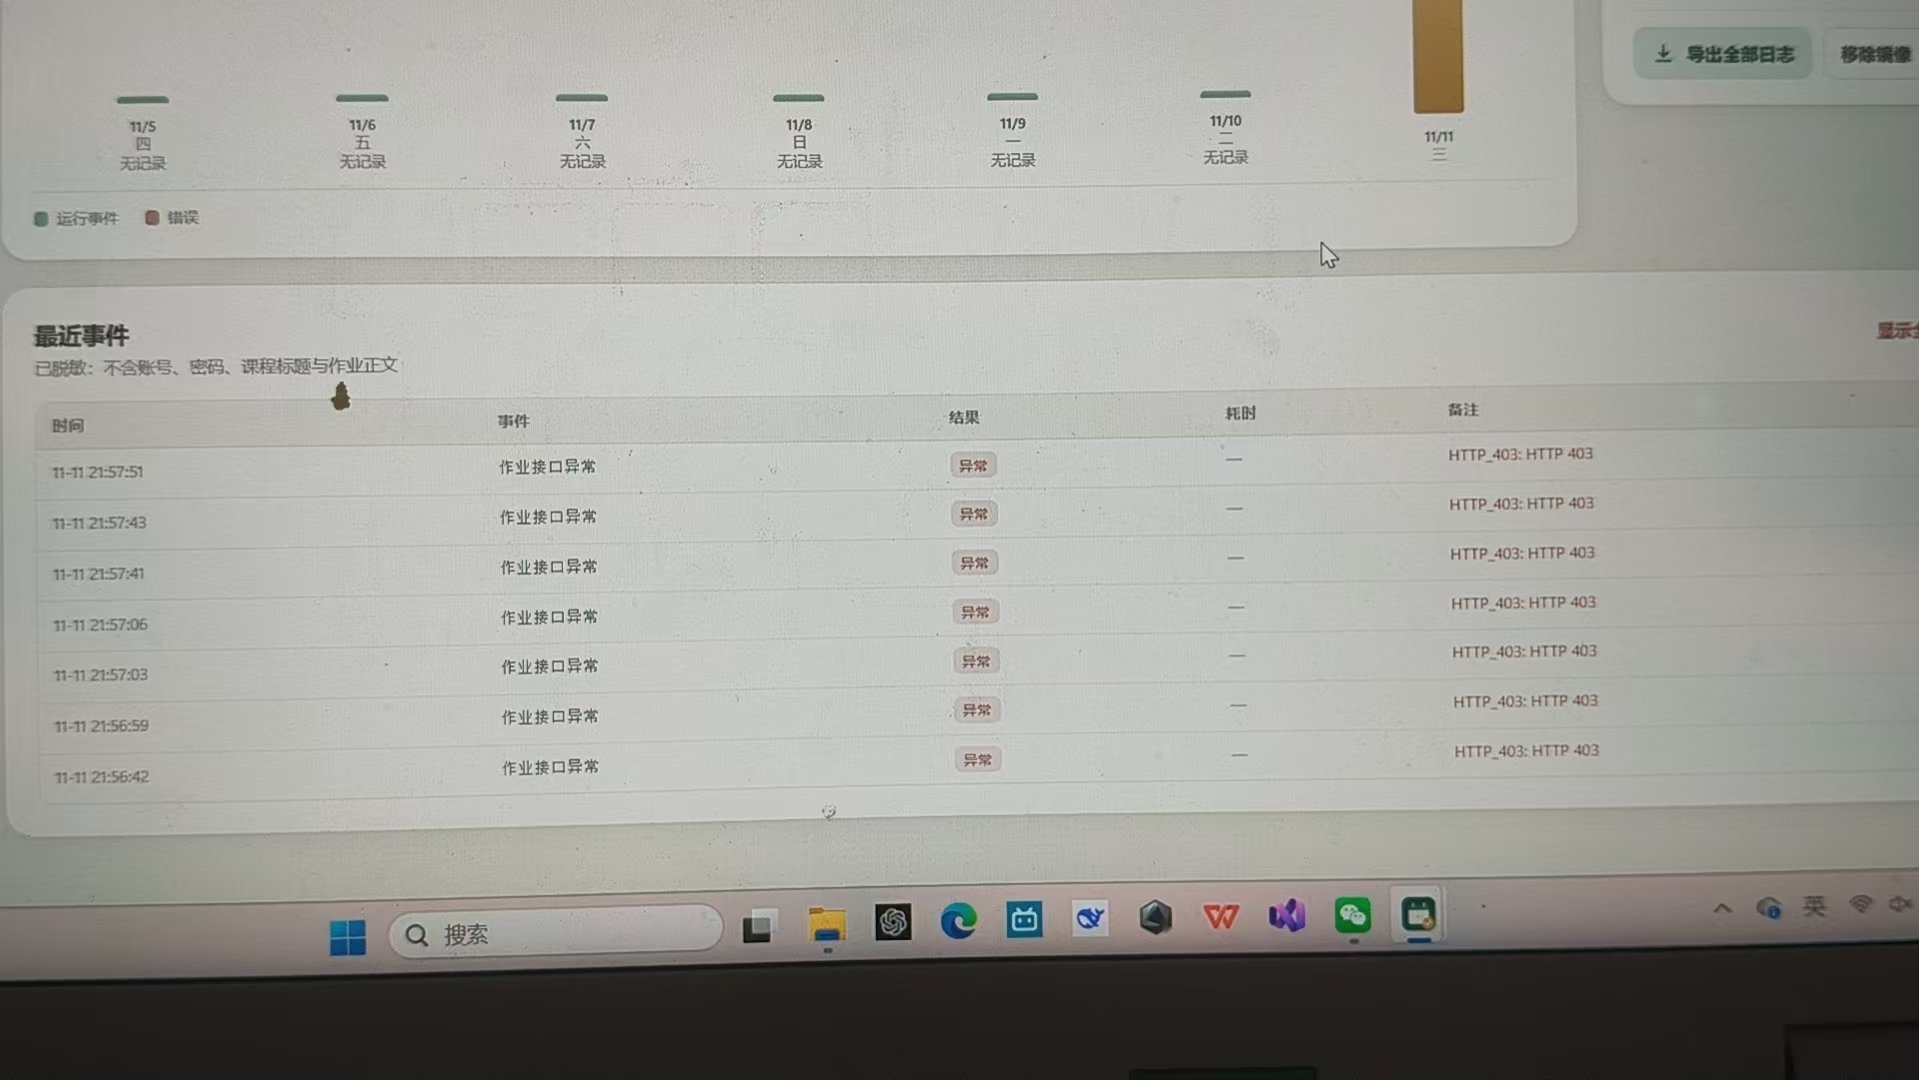 导出全部日志
移除镜像
11/5
四
无记录
11/6
五
无记录
11/7
六
无记录
11/8
日
无记录
11/9
一
无记录
11/10
二
无记录
11/11
三
运行事件
错误
最近事件
显示全
已脱敏：不含账号、密码、课程标题与作业正文
时间 事件 结果 耗时 备注
11-11 21:57:51 作业接口异常 异常 — HTTP_403: HTTP 403
11-11 21:57:43 作业接口异常 异常 — HTTP_403: HTTP 403
11-11 21:57:41 作业接口异常 异常 — HTTP_403: HTTP 403
11-11 21:57:06 作业接口异常 异常 — HTTP_403: HTTP 403
11-11 21:57:03 作业接口异常 异常 — HTTP_403: HTTP 403
11-11 21:56:59 作业接口异常 异常 — HTTP_403: HTTP 403
11-11 21:56:42 作业接口异常 异常 — HTTP_403: HTTP 403
搜索
英